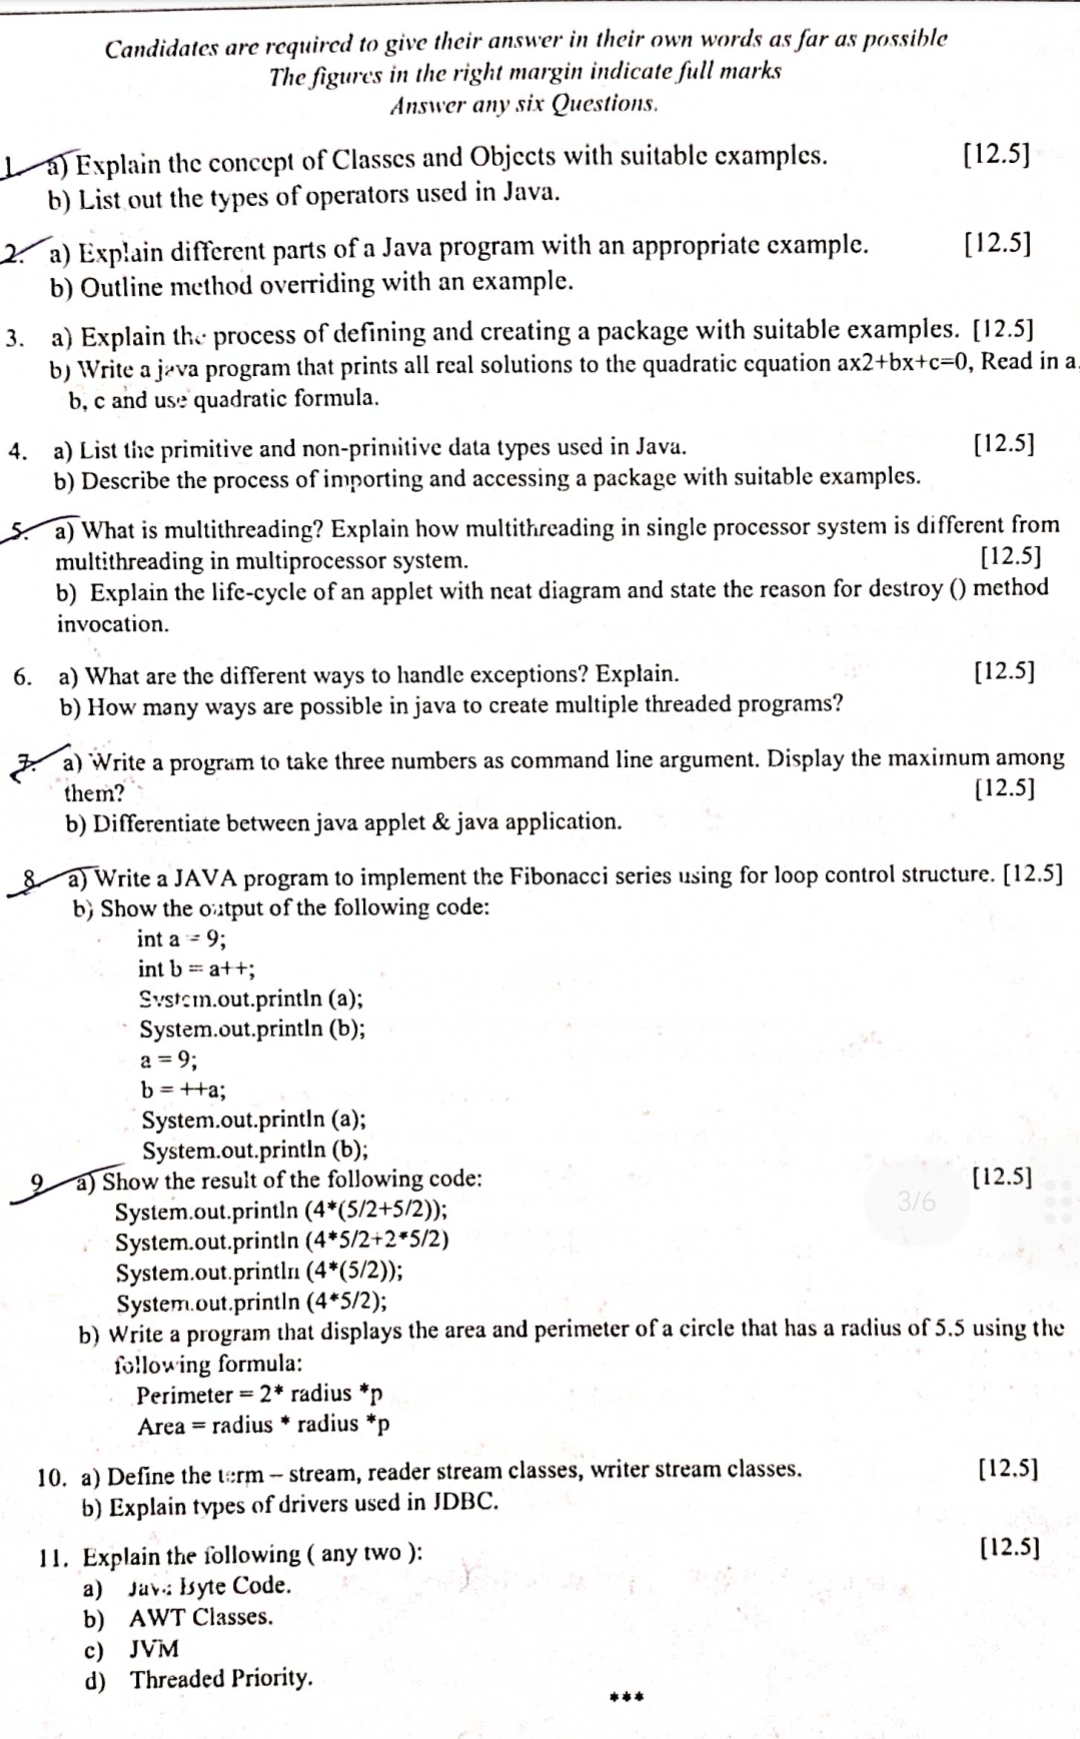 Candidates are required to give their answer in their own words as far as possible
The figures in the right margin indicate full marks
Answer any six Questions.
1. a) Explain the concept of Classes and Objects with suitable examples. [12.5]
b) List out the types of operators used in Java.
2. a) Explain different parts of a Java program with an appropriate example. [12.5]
b) Outline method overriding with an example.
3. a) Explain the process of defining and creating a package with suitable examples. [12.5]
b) Write a java program that prints all real solutions to the quadratic equation ax2+bx+c=0, Read in a,
b, c and use quadratic formula.
4. a) List the primitive and non-primitive data types used in Java. [12.5]
b) Describe the process of importing and accessing a package with suitable examples.
5. a) What is multithreading? Explain how multithreading in single processor system is different from
multithreading in multiprocessor system. [12.5]
b) Explain the life-cycle of an applet with neat diagram and state the reason for destroy () method
invocation.
6. a) What are the different ways to handle exceptions? Explain. [12.5]
b) How many ways are possible in java to create multiple threaded programs?
7. a) Write a program to take three numbers as command line argument. Display the maximum among
them? [12.5]
b) Differentiate between java applet & java application.
8. a) Write a JAVA program to implement the Fibonacci series using for loop control structure. [12.5]
b) Show the output of the following code:
int a = 9;
int b = a++;
System.out.println (a);
System.out.println (b);
a = 9;
b = ++a;
System.out.println (a);
System.out.println (b);
9. a) Show the result of the following code: [12.5]
3/6
System.out.println (4*(5/2+5/2));
System.out.println (4*5/2+2*5/2)
System.out.println (4*(5/2));
System.out.println (4*5/2);
b) Write a program that displays the area and perimeter of a circle that has a radius of 5.5 using the
following formula:
Perimeter = 2* radius *p
Area = radius * radius *p
10. a) Define the term – stream, reader stream classes, writer stream classes. [12.5]
b) Explain types of drivers used in JDBC.
11. Explain the following ( any two ): [12.5]
a) Java Byte Code.
b) AWT Classes.
c) JVM
d) Threaded Priority.
***